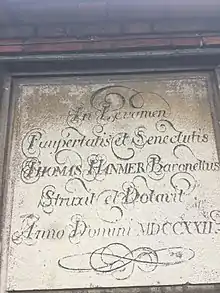 In Levamen
Paupertatis et Senectutis
THOMAS HANMER Baronettus
Struxit et Dotavit
Anno Domini MDCCXXII.